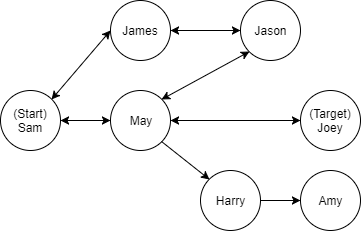 James
Jason
(Start)
Sam
May
(Target)
Joey
Harry
Amy